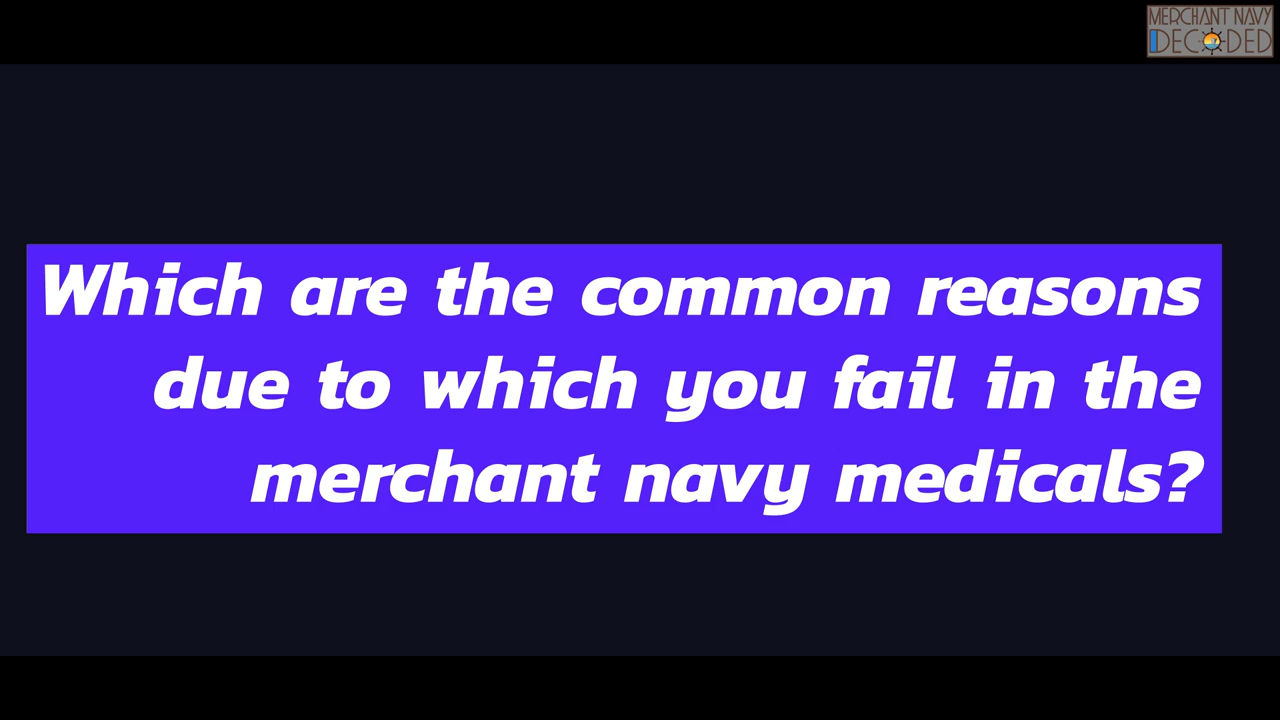 MERCHANT NAVY
DECODED
Which are the common reasons
due to which you fail in the
merchant navy medicals?